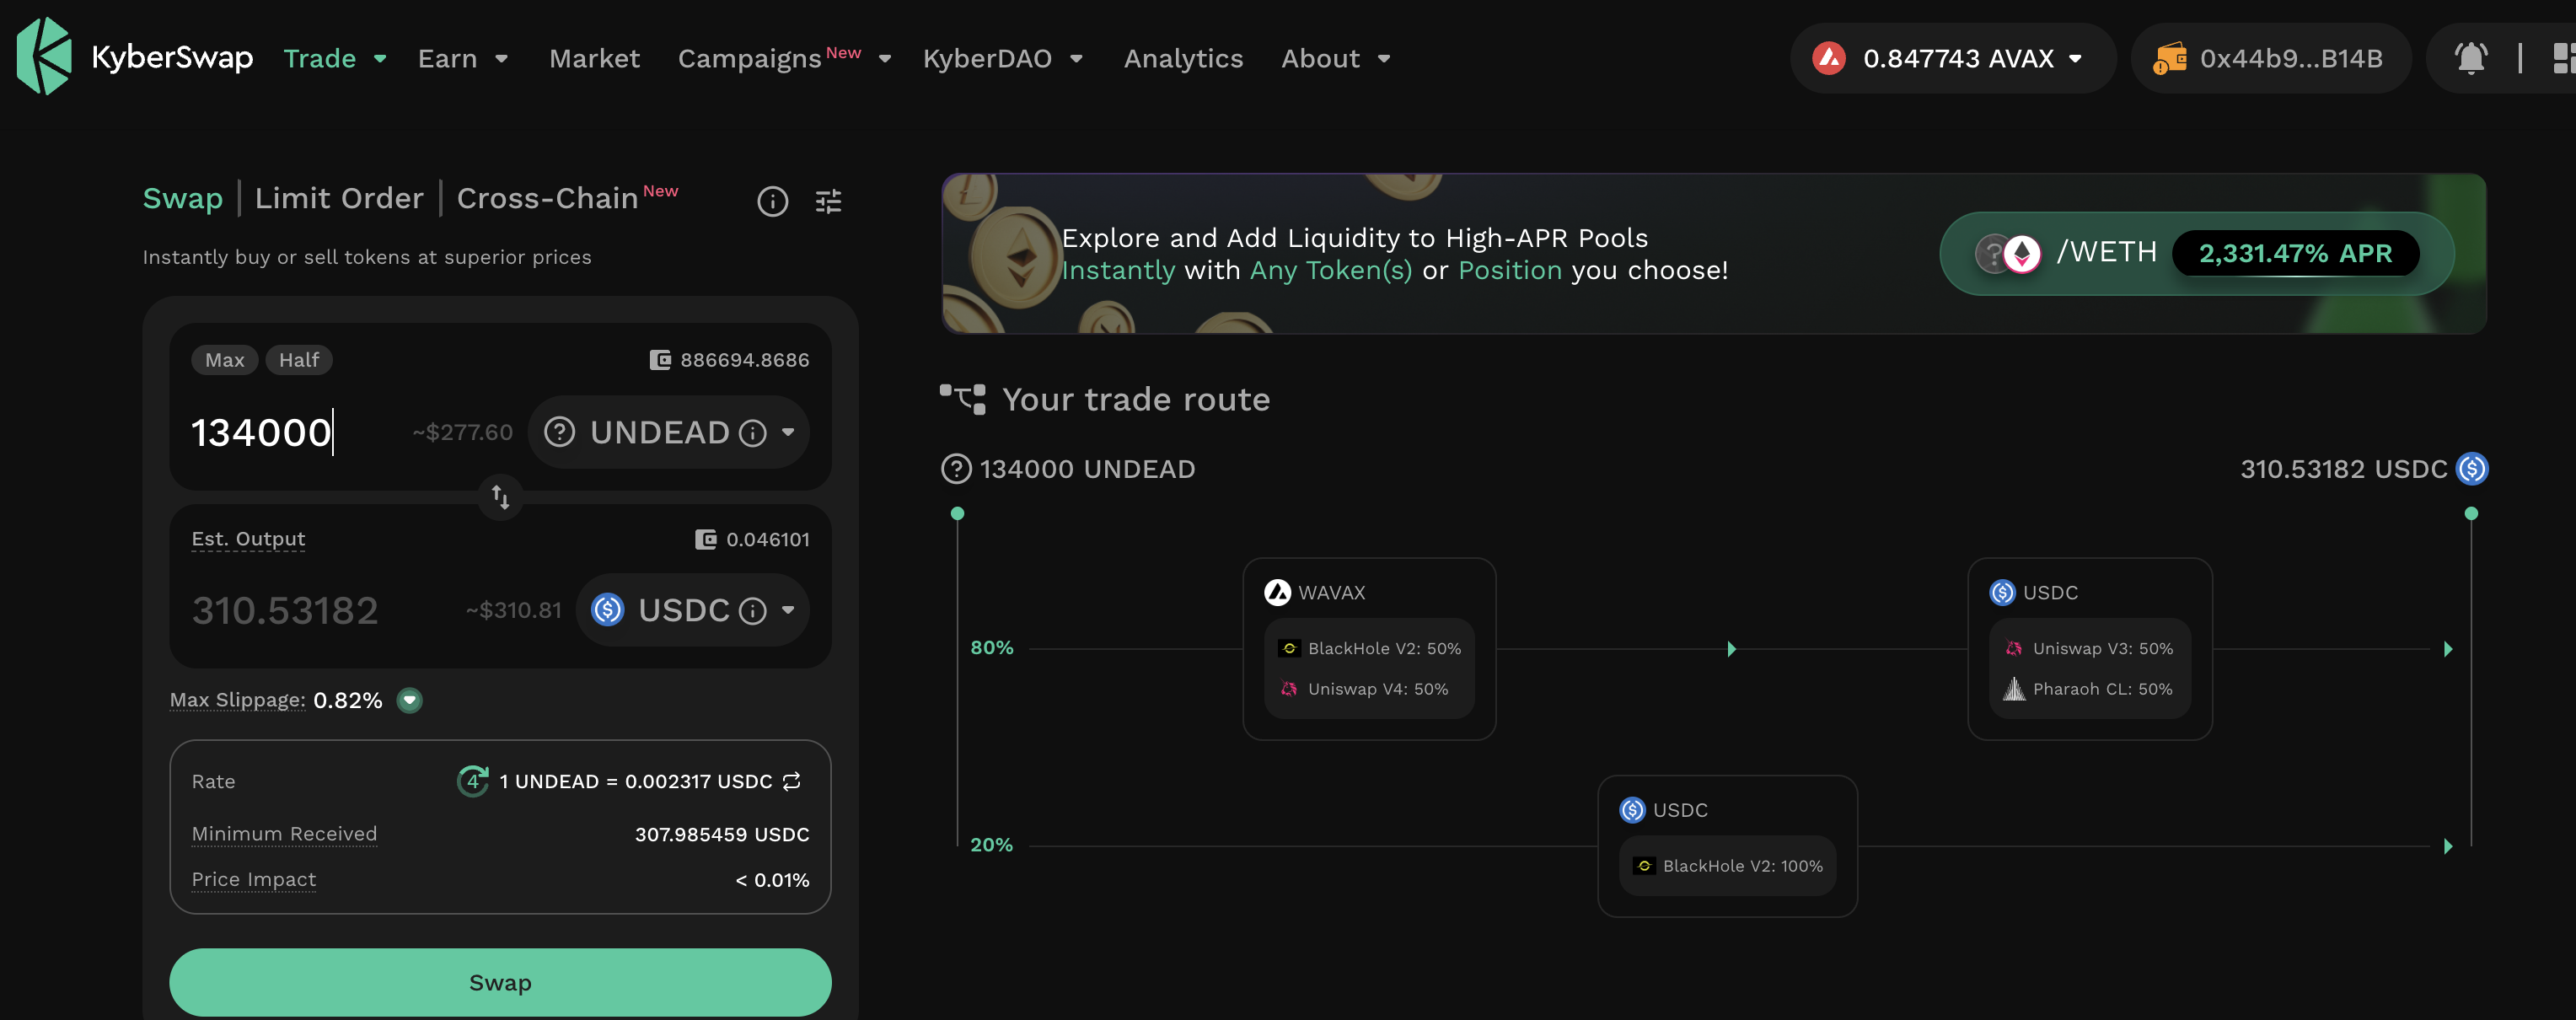 KyberSwap Trade Earn Market Campaigns New KyberDAO Analytics About 0.847743 AVAX 0x44b9...B14B
Swap | Limit Order | Cross-Chain New
Instantly buy or sell tokens at superior prices
Max Half 886694.8686
134000 ~$277.60 UNDEAD
Est. Output 0.046101
310.53182 ~$310.81 USDC
Max Slippage: 0.82%
Rate 4 1 UNDEAD = 0.002317 USDC
Minimum Received 307.985459 USDC
Price Impact < 0.01%
Swap
Explore and Add Liquidity to High-APR Pools
Instantly with Any Token(s) or Position you choose!
/WETH 2,331.47% APR
Your trade route
134000 UNDEAD 310.53182 USDC
80%
WAVAX
BlackHole V2: 50%
Uniswap V4: 50%
USDC
Uniswap V3: 50%
Pharaoh CL: 50%
20%
USDC
BlackHole V2: 100%